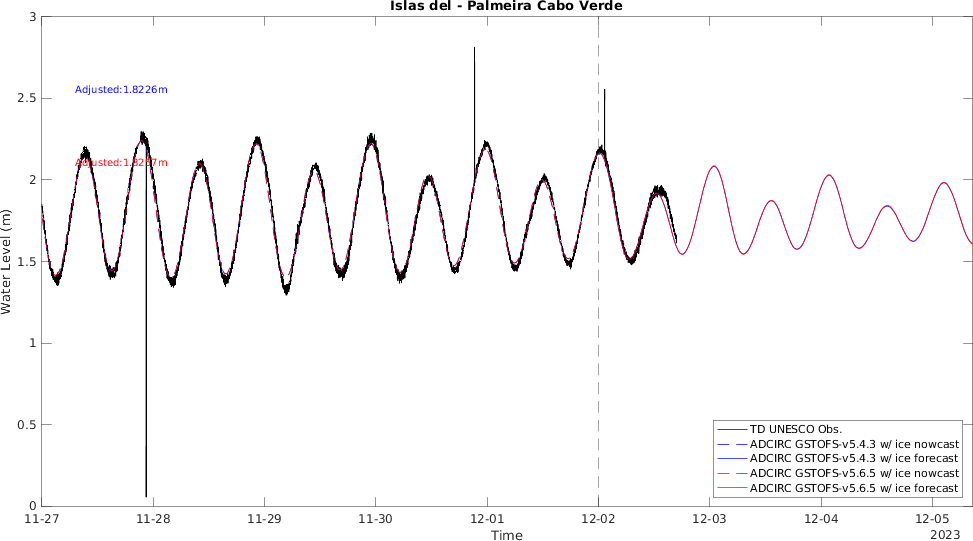 Islas del - Palmeira Cabo Verde
3
2.5
2
1.5
1
0.5
0
Water Level (m)
Adjusted:1.8226m
11-27
11-28
11-29
11-30
12-01
12-02
12-03
12-04
12-05
Time
2023
TD UNESCO Obs.
ADCIRC GSTOFS-v5.4.3 w/ ice nowcast
ADCIRC GSTOFS-v5.4.3 w/ ice forecast
ADCIRC GSTOFS-v5.6.5 w/ ice nowcast
ADCIRC GSTOFS-v5.6.5 w/ ice forecast